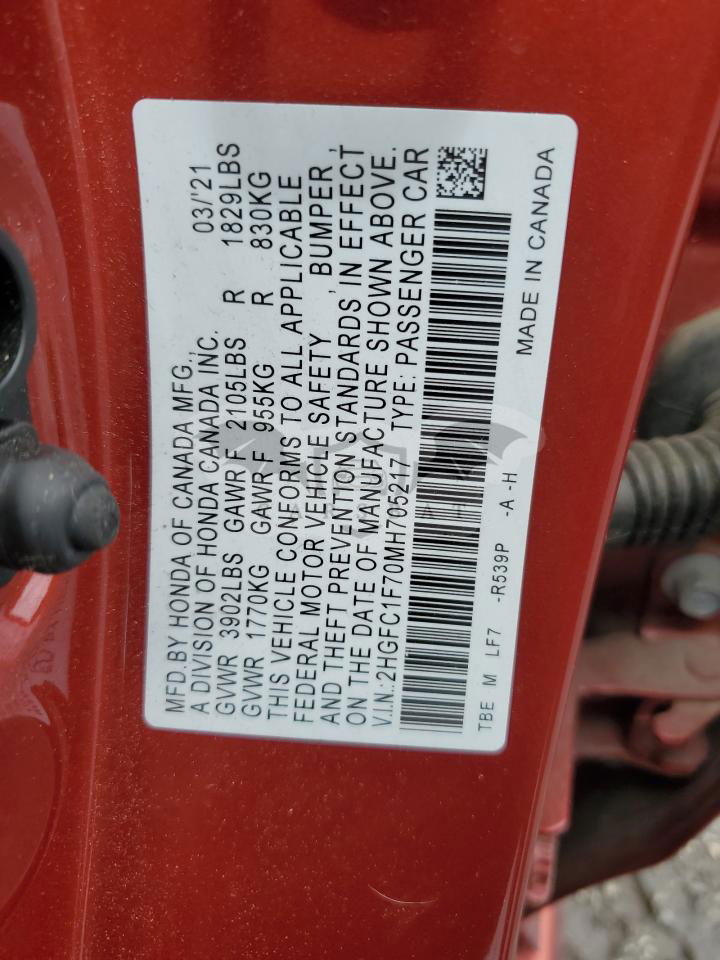 MFD.BY HONDA OF CANADA MFG.,
A DIVISION OF HONDA CANADA INC. 03/'21
GVWR 3902LBS GAWR F 2105LBS R 1829LBS
GVWR 1770KG GAWR F 955KG R 830KG
THIS VEHICLE CONFORMS TO ALL APPLICABLE
FEDERAL MOTOR VEHICLE SAFETY , BUMPER ,
AND THEFT PREVENTION STANDARDS IN EFFECT
ON THE DATE OF MANUFACTURE SHOWN ABOVE.
V.I.N.:2HGFC1F70MH705217 TYPE: PASSENGER CAR
TBE M LF7 -R539P -A -H MADE IN CANADA